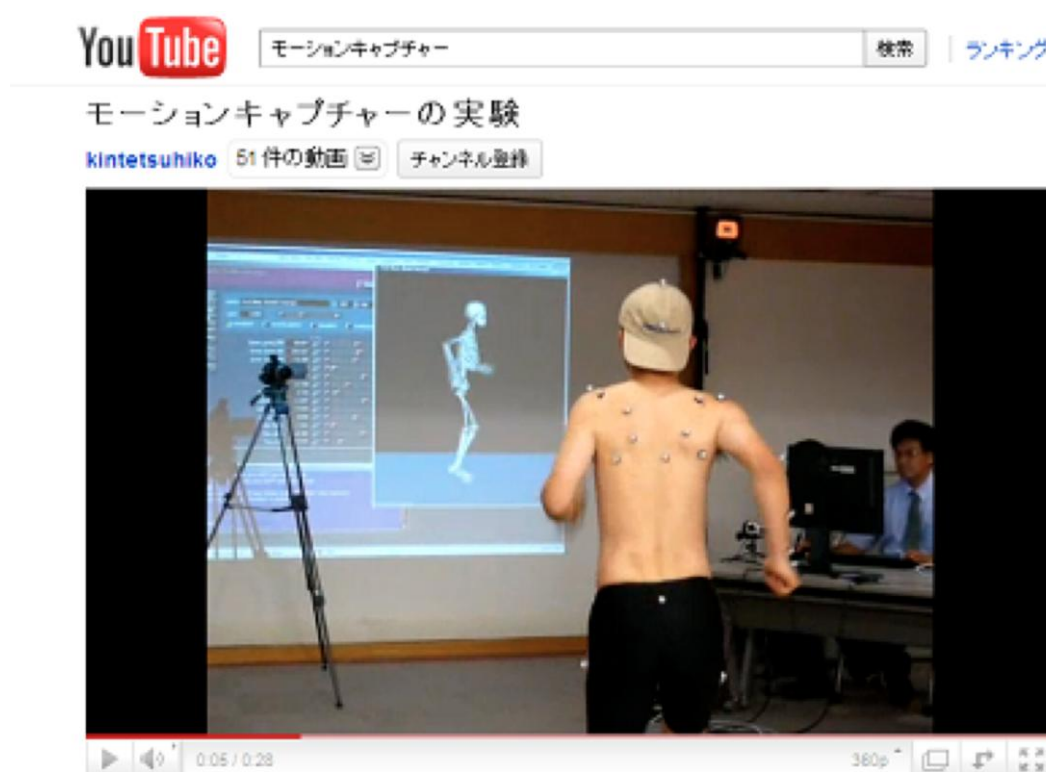 YouTube モーションキャプチャー 検索 ランキング
モーションキャプチャーの実験
kintetsuhiko 51 件の動画 チャンネル登録
0:05 / 0:28 360p